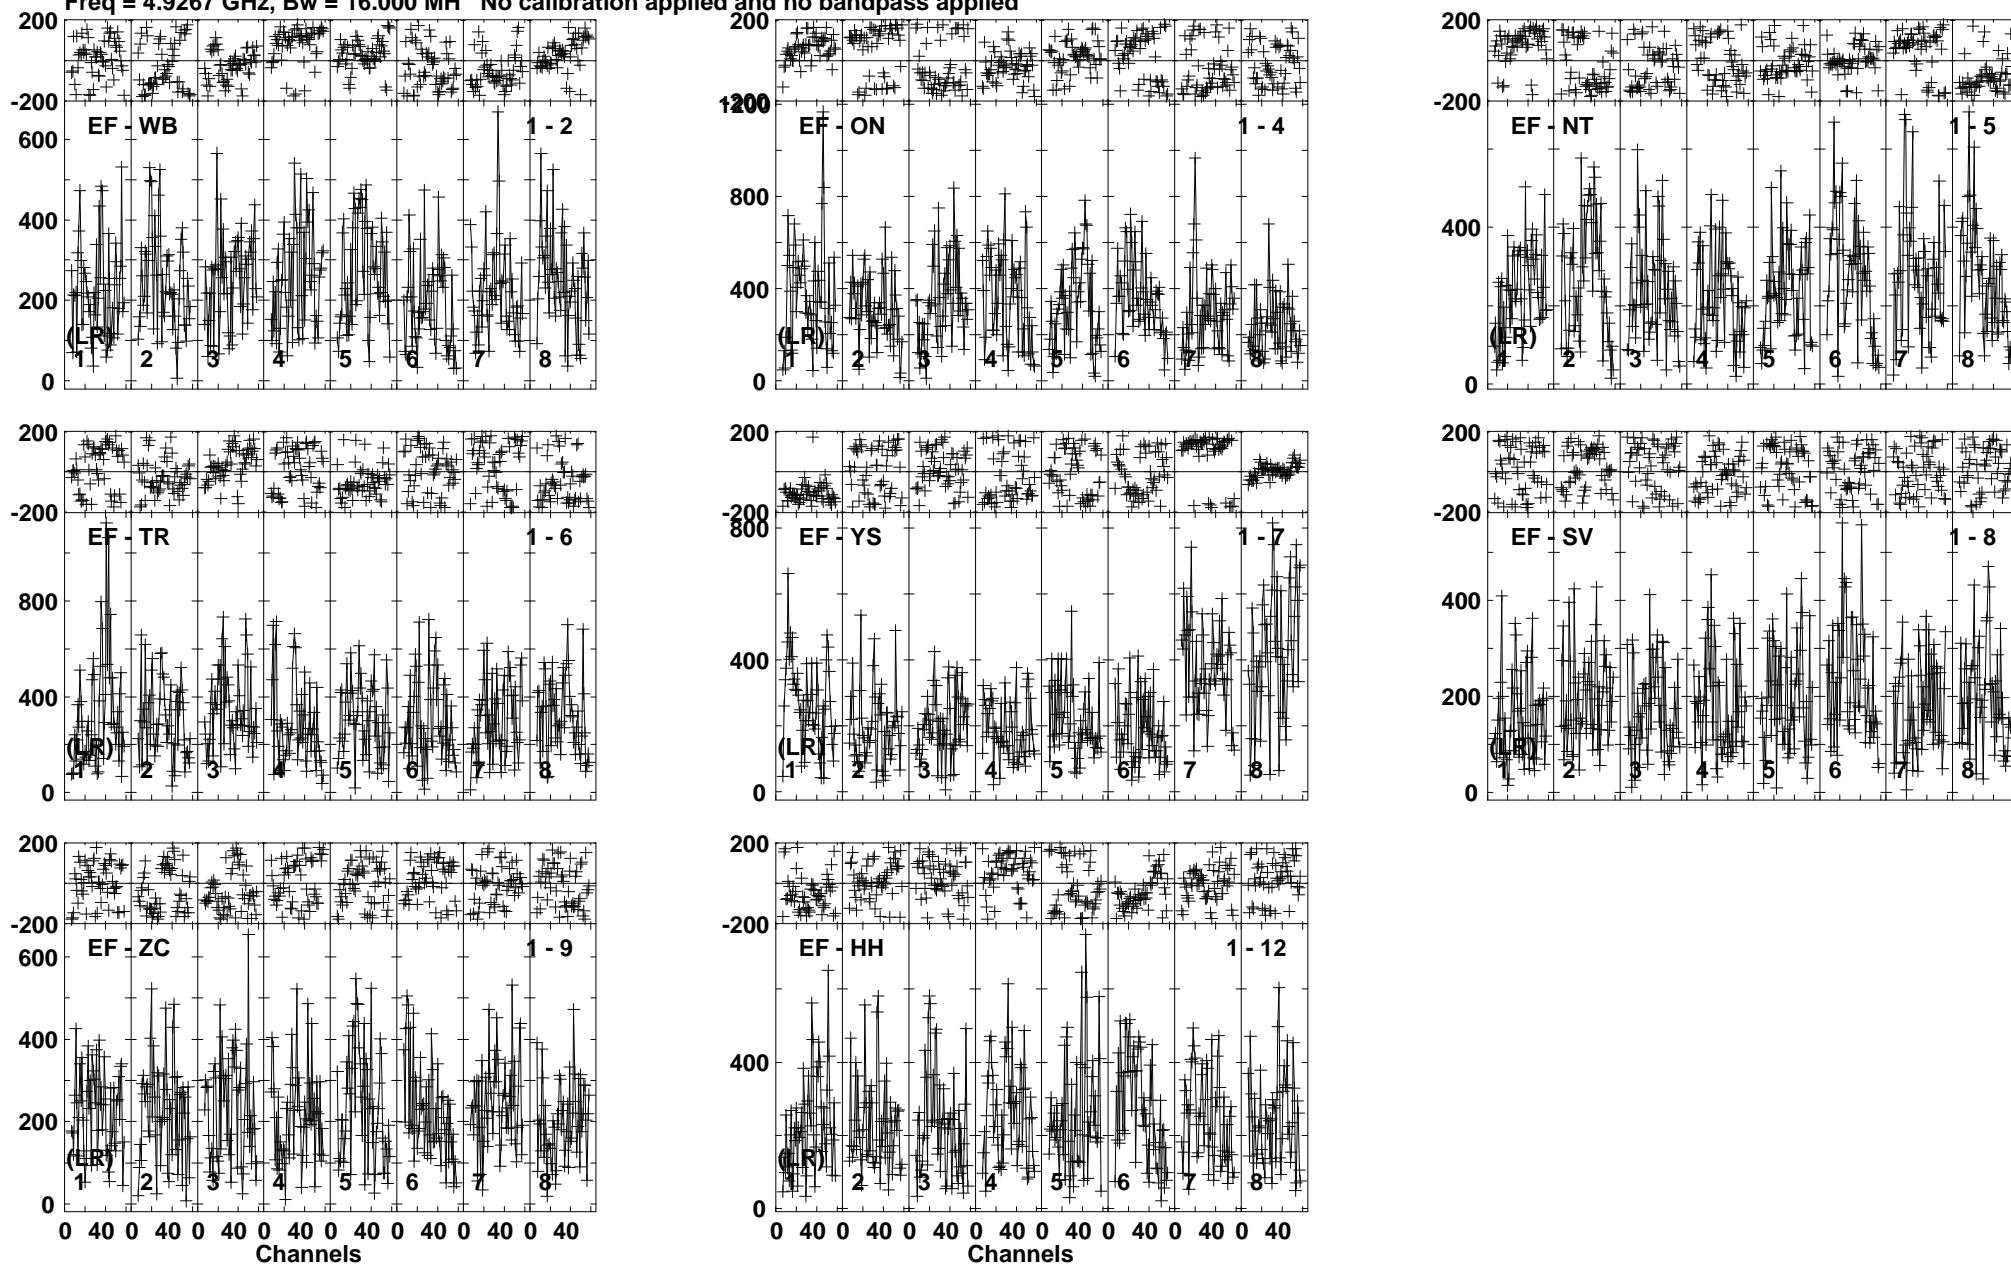 Freq = 4.9267 GHz, Bw = 16.000 MH No calibration applied and no bandpass applied
200 200 200
-200 -200 -200
EF - WB 1 - 2 1200 EF - ON 1 - 4 EF - NT 1 - 5
600
800
400 400
400
200
(LR) (LR) (LR)
1 2 3 4 5 6 7 8 1 2 3 4 5 6 7 8 1 2 3 4 5 6 7 8
0 0 0
200 200 200
-200 -200 -200
EF - TR 1 - 6 800 EF - YS 1 - 7 EF - SV 1 - 8
800 400
400
400 200
(LR) (LR) (LR)
1 2 3 4 5 6 7 8 1 2 3 4 5 6 7 8 1 2 3 4 5 6 7 8
0 0 0
200 200
-200 -200
EF - ZC 1 - 9 EF - HH 1 - 12
600
400 400
200
(LR) (LR)
1 2 3 4 5 6 7 8 1 2 3 4 5 6 7 8
0 0
0 40 0 40 0 40 0 40 0 40 0 40 0 40 0 40 0 40 0 40 0 40 0 40 0 40 0 40 0 40 0 40
Channels Channels